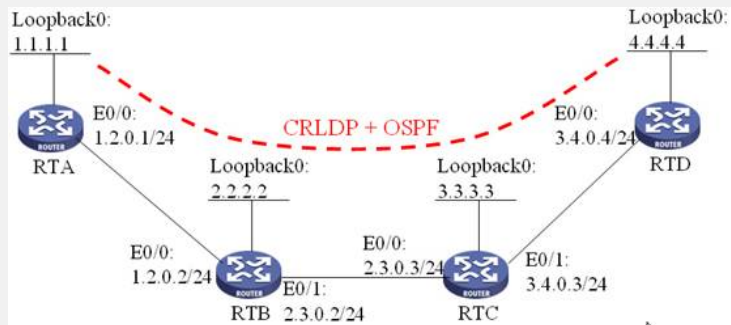 Loopback0:
1.1.1.1
Loopback0:
4.4.4.4
E0/0:
1.2.0.1/24
CRLDP + OSPF
E0/0:
3.4.0.4/24
ROUTER
RTA
ROUTER
RTD
Loopback0:
2.2.2.2
Loopback0:
3.3.3.3
E0/0:
1.2.0.2/24
E0/0:
2.3.0.3/24
E0/1:
3.4.0.3/24
ROUTER
RTB
E0/1:
2.3.0.2/24
ROUTER
RTC